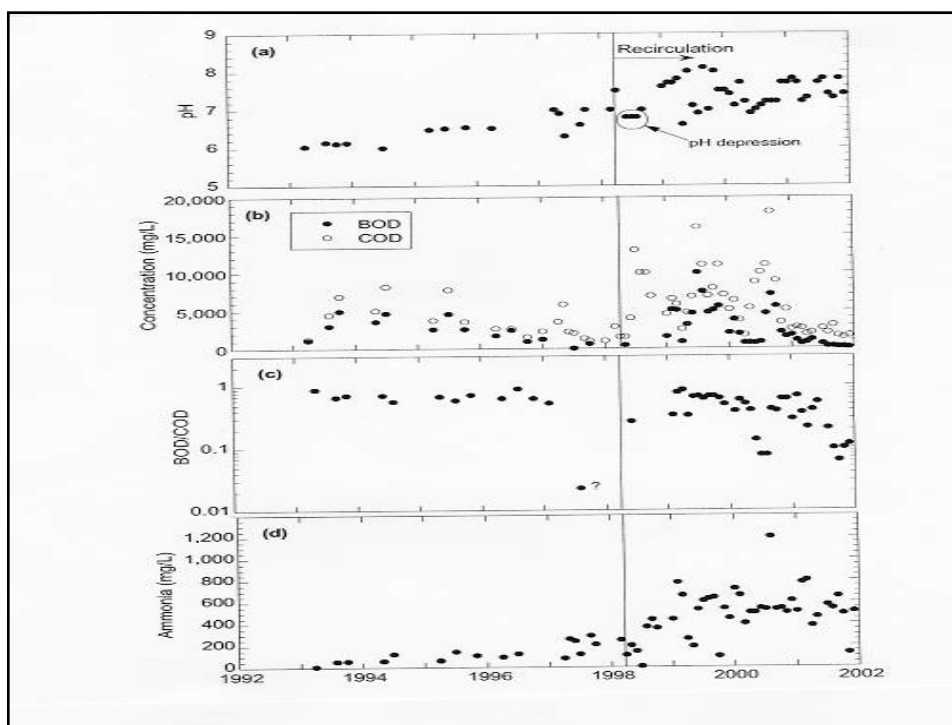 9
(a)
Recirculation
8
pH
7
6
pH depression
5
20,000
(b)
BOD
COD
15,000
Concentration (mg/L)
10,000
5,000
0
(c)
1
BOD/COD
0.1
?
0.01
(d)
1,200
1,000
Ammonia (mg/L)
800
600
400
200
0
1992
1994
1996
1998
2000
2002